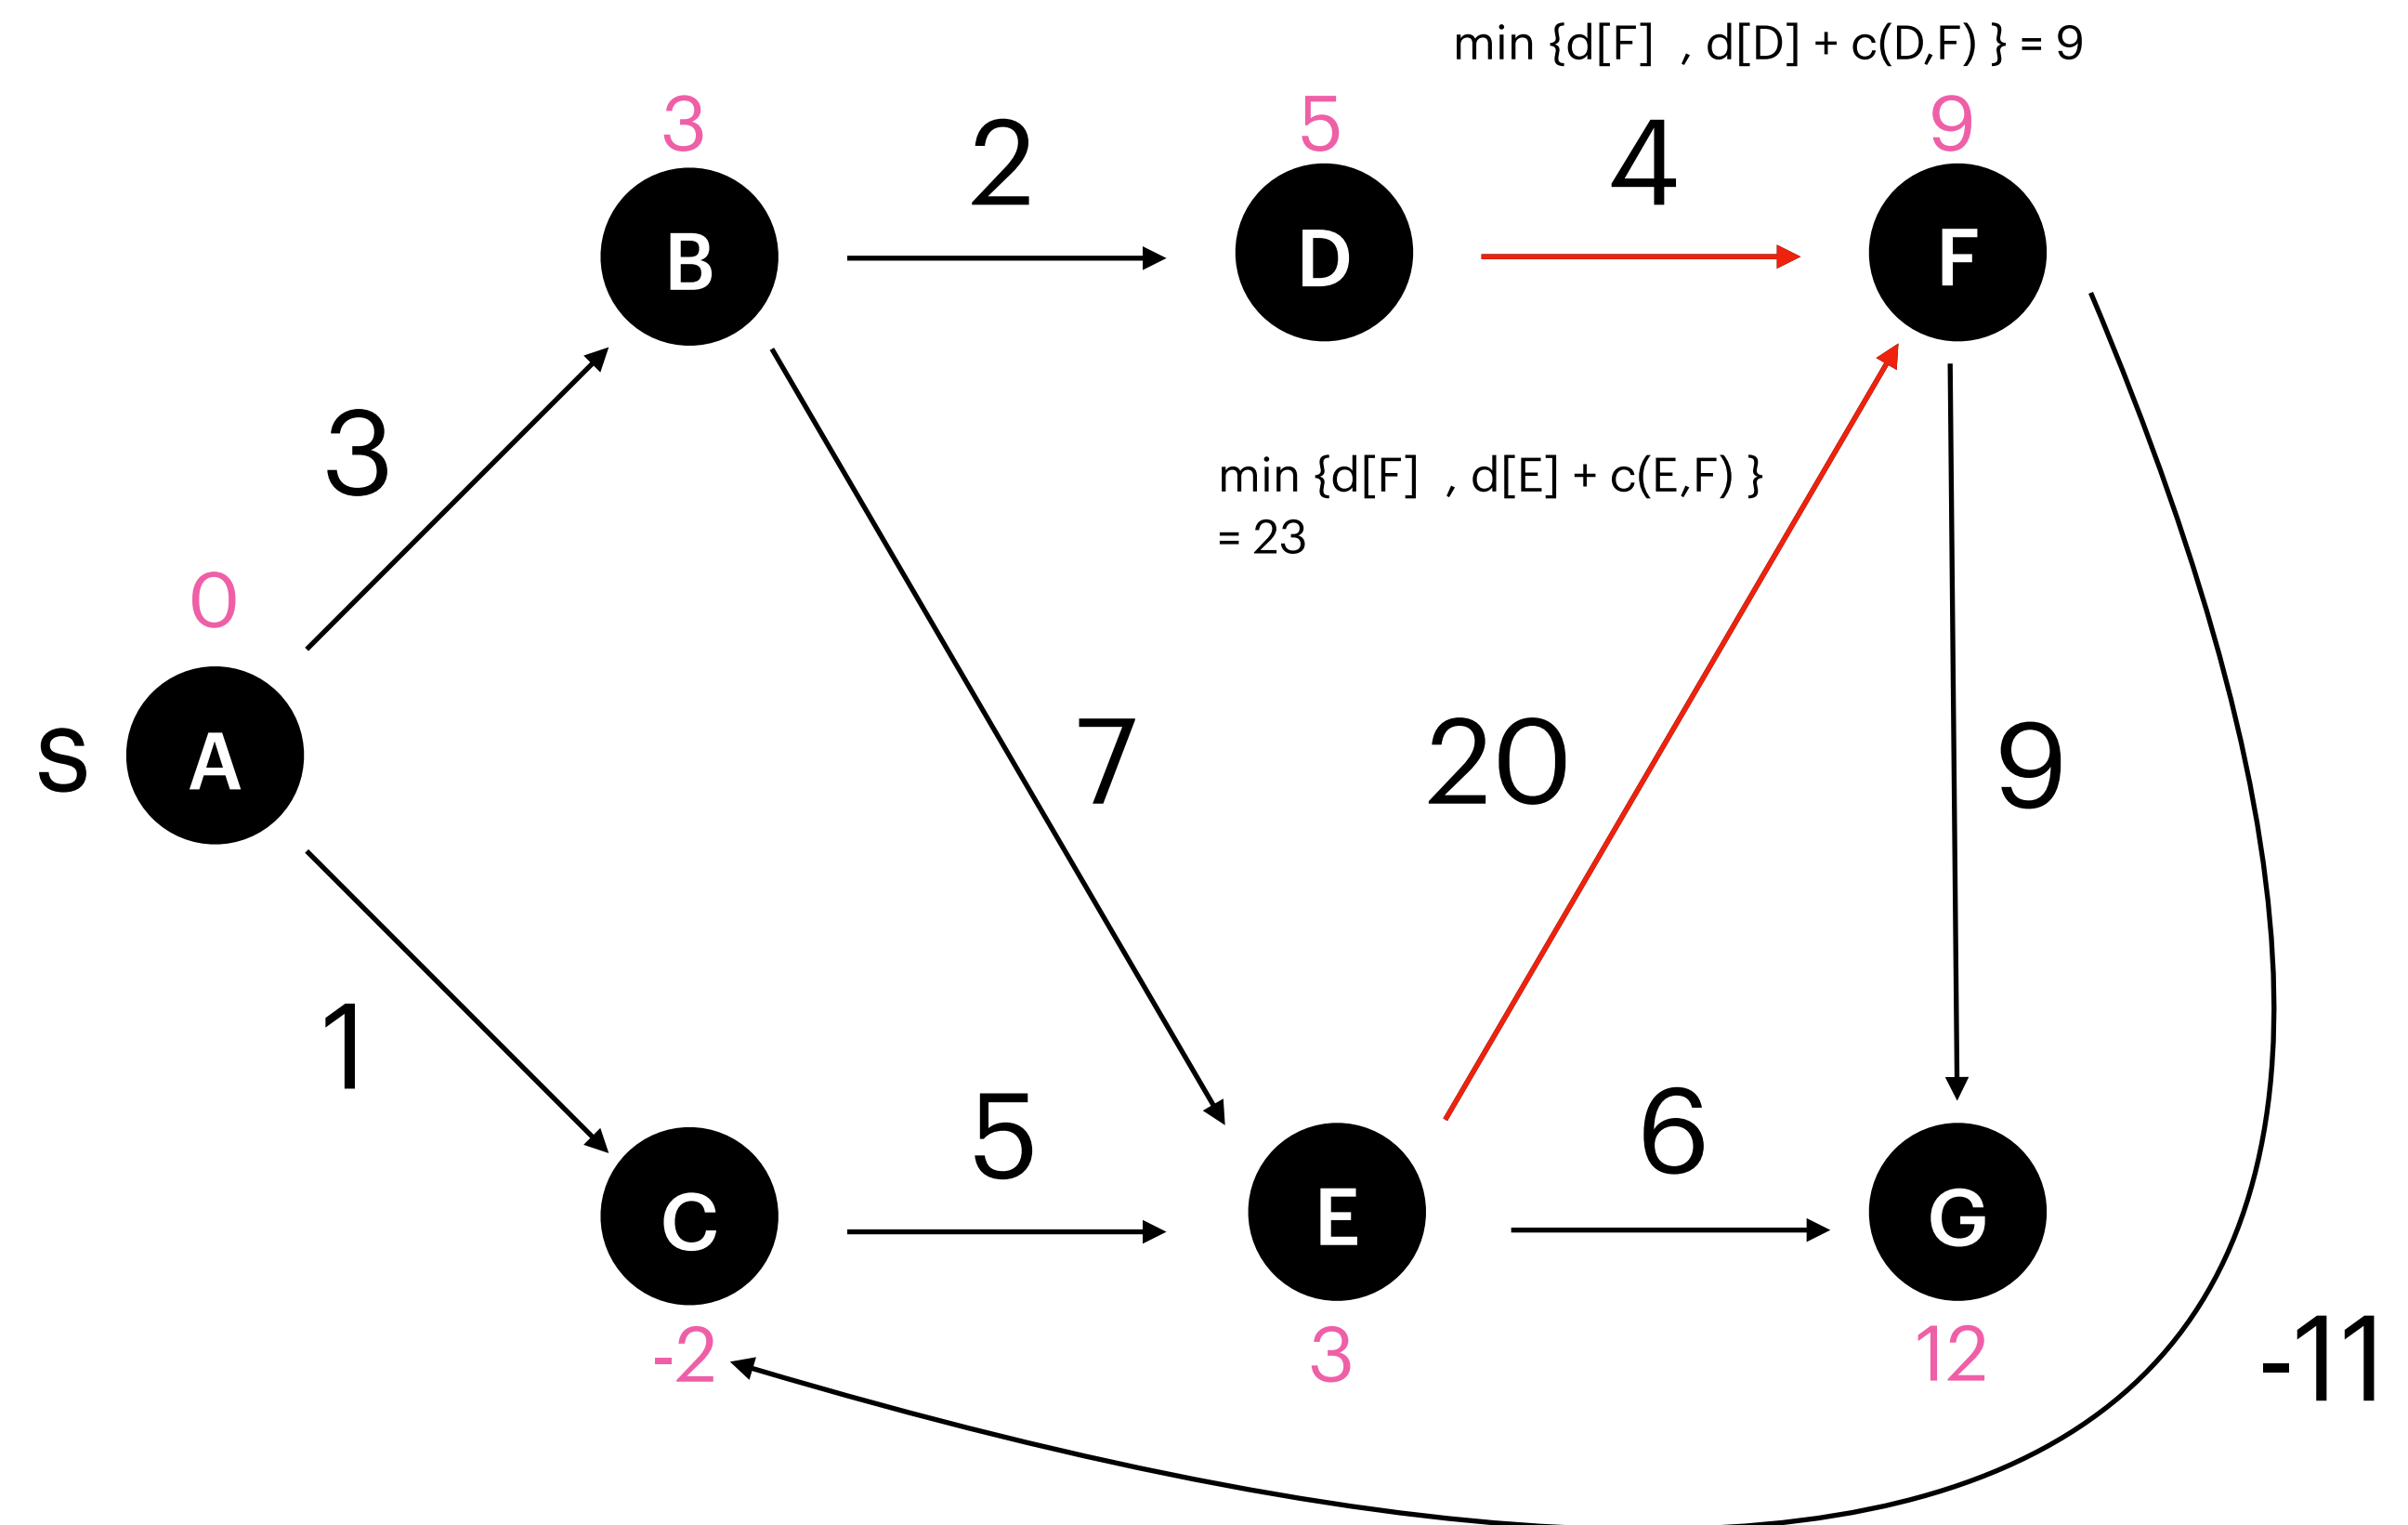 min {d[F] , d[D] + c(D,F) } = 9
3
2
5
4
9
B
D
F
3
min {d[F] , d[E]+ c(E,F) }
= 23
0
S
A
7
20
9
1
5
6
C
E
G
-2
3
12
-11